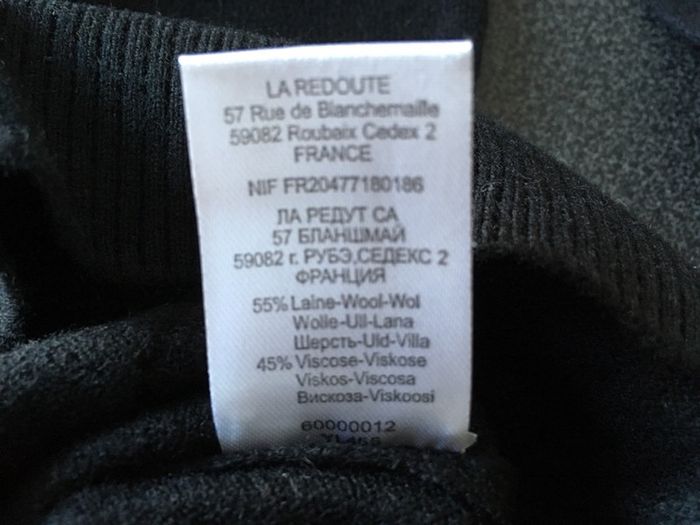 LA REDOUTE
57 Rue de Blanchemaille
59082 Roubaix Cedex 2
FRANCE
NIF FR20477180186
ЛА РЕДУТ СА
57 БЛАНШМАЙ
59082 г. РУБЭ,СЕДЕКС 2
ФРАНЦИЯ
55% Laine-Wool-Wol
Wolle-Ull-Lana
Шерсть-Uld-Villa
45% Viscose-Viskose
Viskos-Viscosa
Вискоза-Viskoosi
60000012